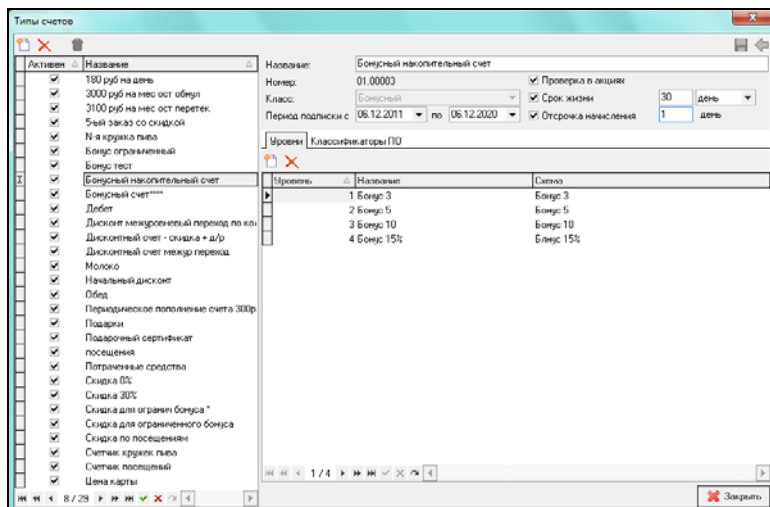 Типы счетов
Активен Название
180 руб на день
3000 руб на мес ост обнул
3100 руб на мес ост перетек
5-ый заказ со скидкой
N-я кружка пива
Бонус ограниченный
Бонус тест
Бонусный накопительный счет
Бонусный счет****
Дебет
Дисконт межуровневый переход по ко
Дисконтный счет - скидка + д/р
Дисконтный счет межур переход
Молоко
Начальный дисконт
Обед
Периодическое пополнение счета 300р
Подарки
Подарочный сертификат
посещения
Потраченные средства
Скидка 0%
Скидка 30%
Скидка для огранич бонуса *
Скидка для ограниченного бонуса
Скидка по посещениям
Счетчик кружек пива
Счетчик посещений
Цена карты
8 / 29
Название: Бонусный накопительный счет
Номер: 01.00003 Проверка в акциях
Класс: Бонусный Срок жизни 30 день
Период подписки с 06.12.2011 по 06.12.2020 Отсрочка начисления 1 день
Уровни Классификаторы ПО
Уровень Название Схема
1 Бонус 3 Бонус 3
2 Бонус 5 Бонус 5
3 Бонус 10 Бонус 10
4 Бонус 15% Блнус 15%
1 / 4
Закрыть